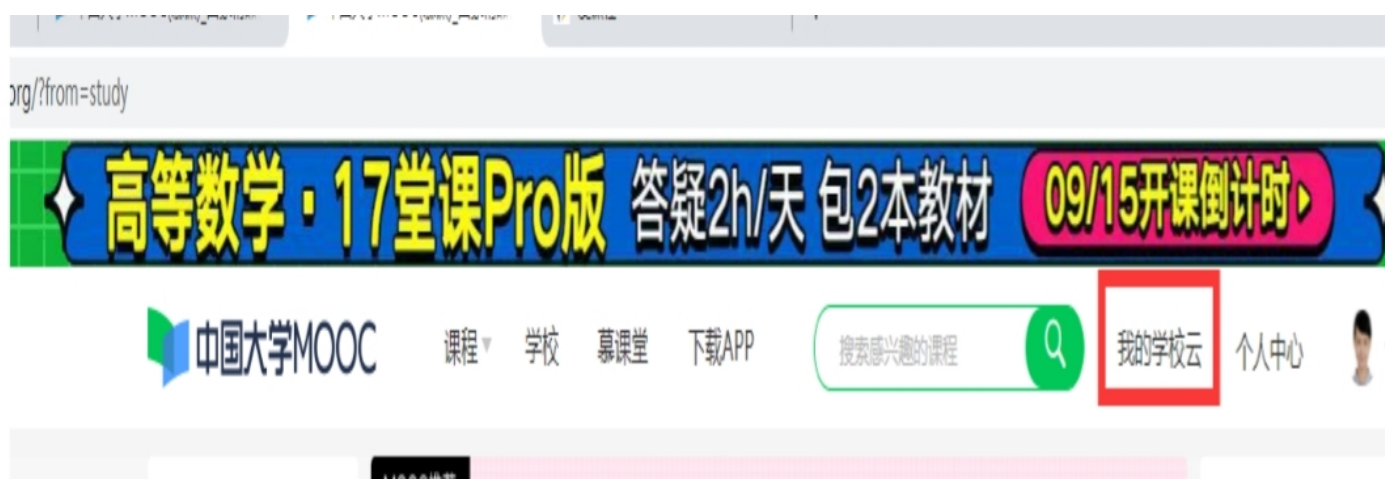 org/?from=study
高等数学·17堂课Pro版 答疑2h/天 包2本教材 09/15开课倒计时
中国大学MOOC 课程 学校 慕课堂 下载APP 搜索感兴趣的课程 我的学校云 个人中心